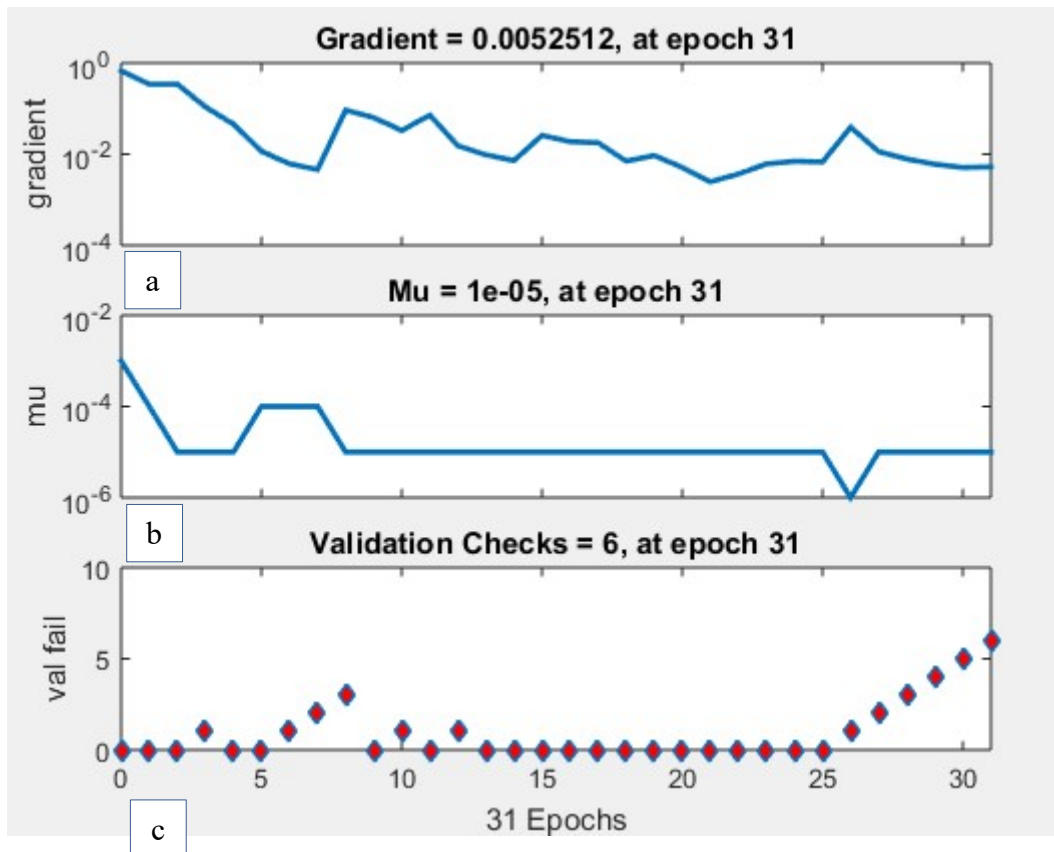 Gradient = 0.0052512, at epoch 31
10^0
10^-2
10^-4
gradient
a
Mu = 1e-05, at epoch 31
10^-2
10^-4
10^-6
mu
b
Validation Checks = 6, at epoch 31
10
5
0
val fail
0 5 10 15 20 25 30
31 Epochs
c